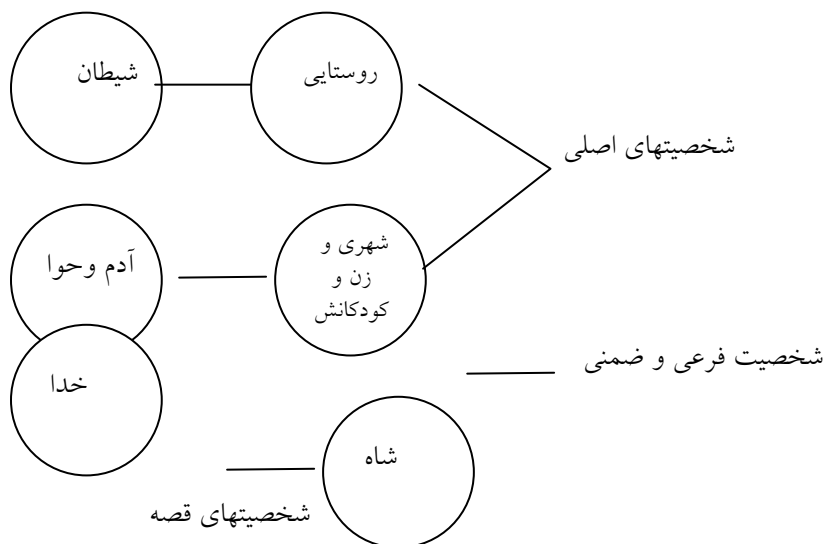 روستایی
شیطان
شخصیتهای اصلی
شهری و
زن و
کودکانش
آدم وحوا
شخصیت فرعی و ضمنی
خدا
شاه
شخصیتهای قصه